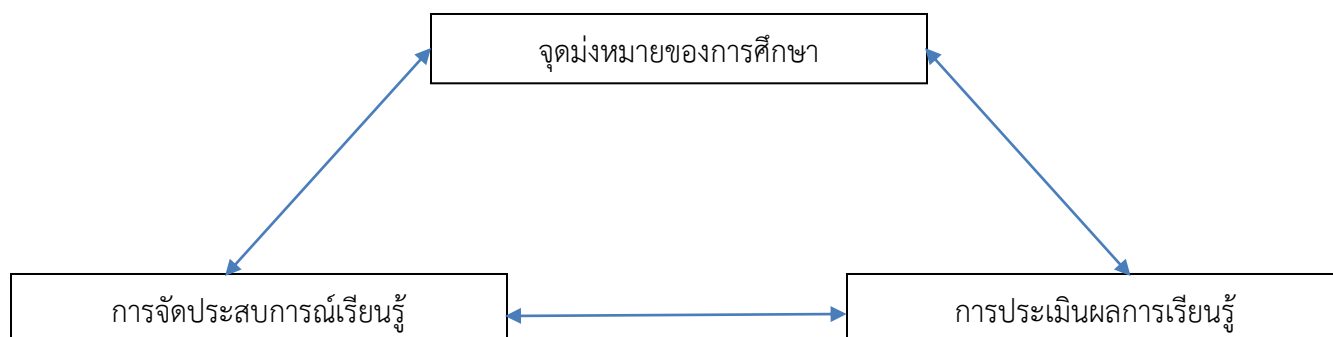 จุดม่งหมายของการศึกษา
การจัดประสบการณ์เรียนรู้
การประเมินผลการเรียนรู้